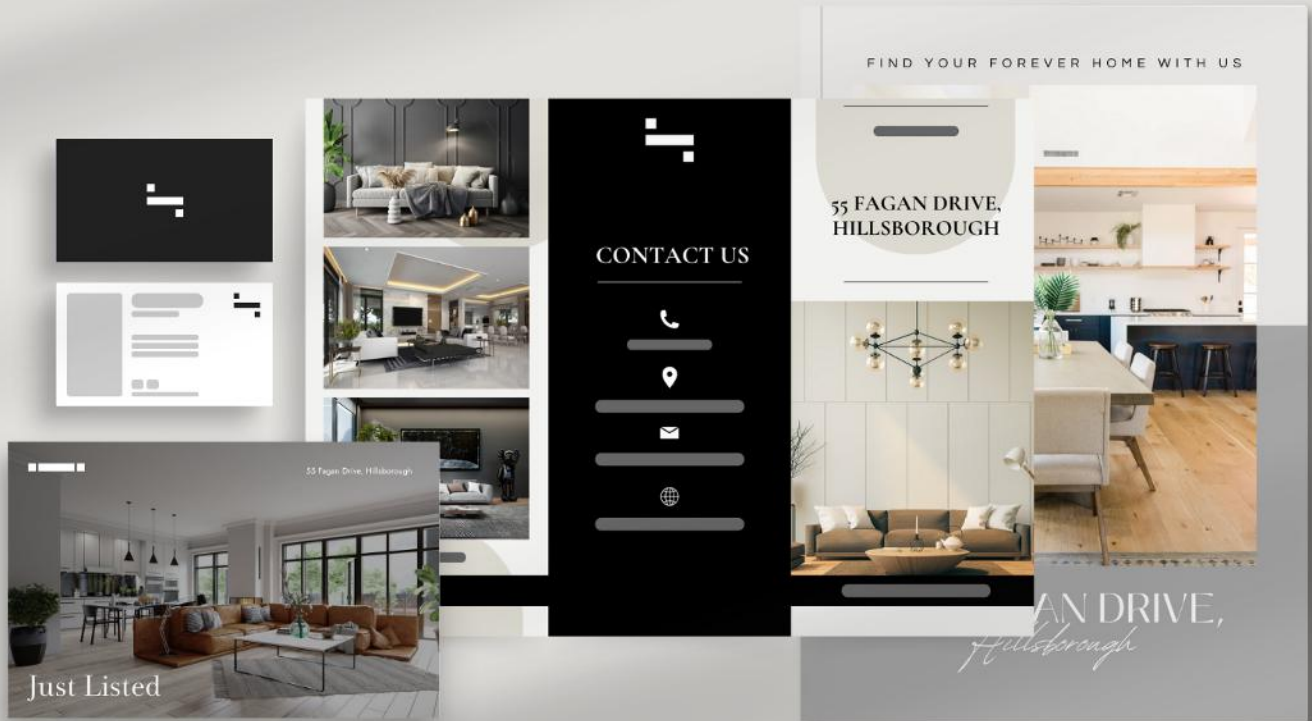 FIND YOUR FOREVER HOME WITH US
CONTACT US
55 FAGAN DRIVE,
HILLSBOROUGH
55 Fagan Drive, Hillsborough
Just Listed
AN DRIVE,
Hillsborough